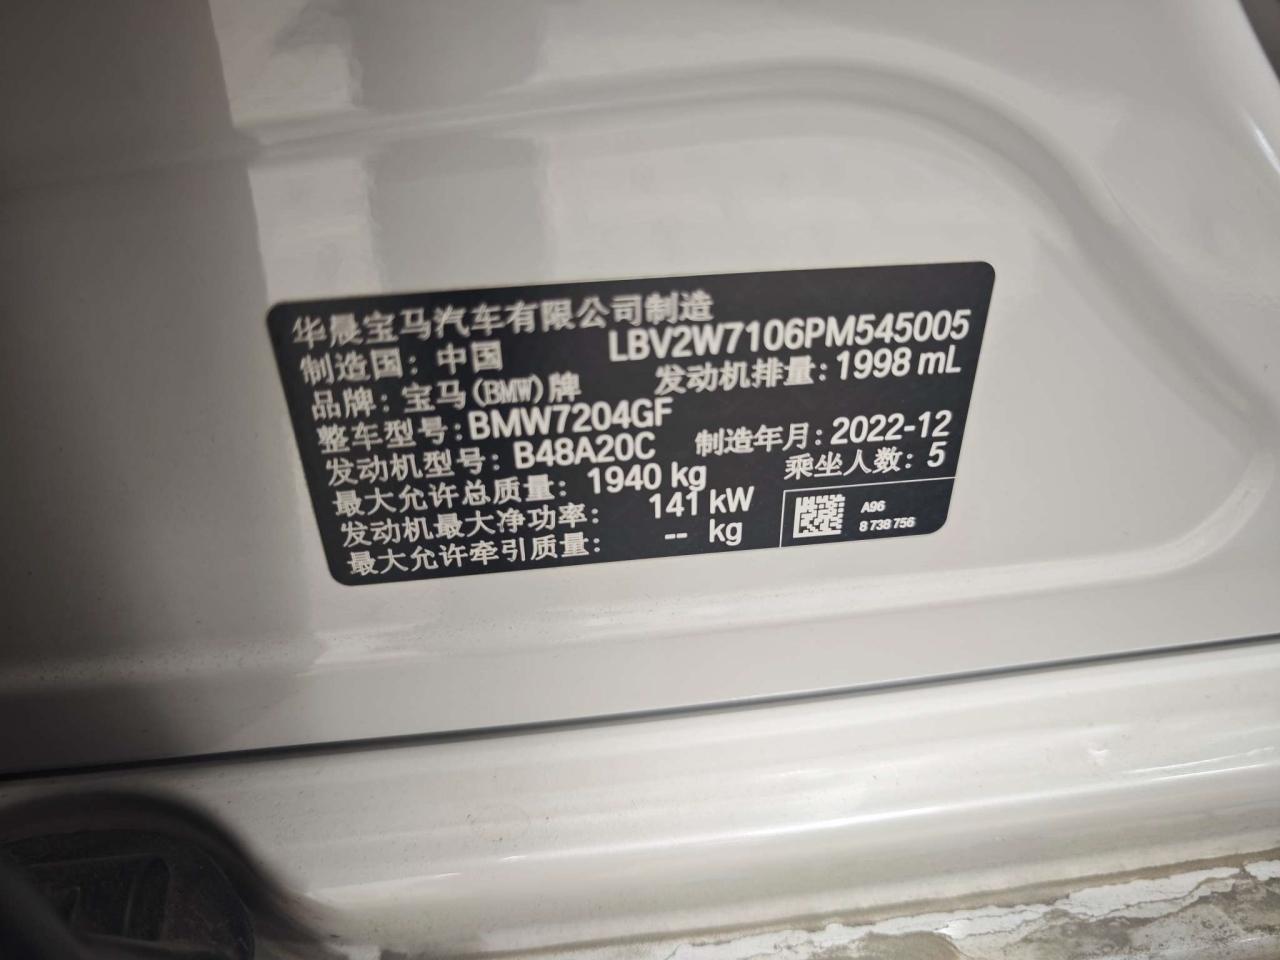 华晨宝马汽车有限公司制造
制造国：中国 LBV2W7106PM545005
品牌：宝马(BMW)牌 发动机排量：1998 mL
整车型号：BMW7204GF
发动机型号：B48A20C 制造年月：2022-12
最大允许总质量：1940 kg 乘坐人数：5
发动机最大净功率：141 kW
最大允许牵引质量：-- kg
A96
8 738 756